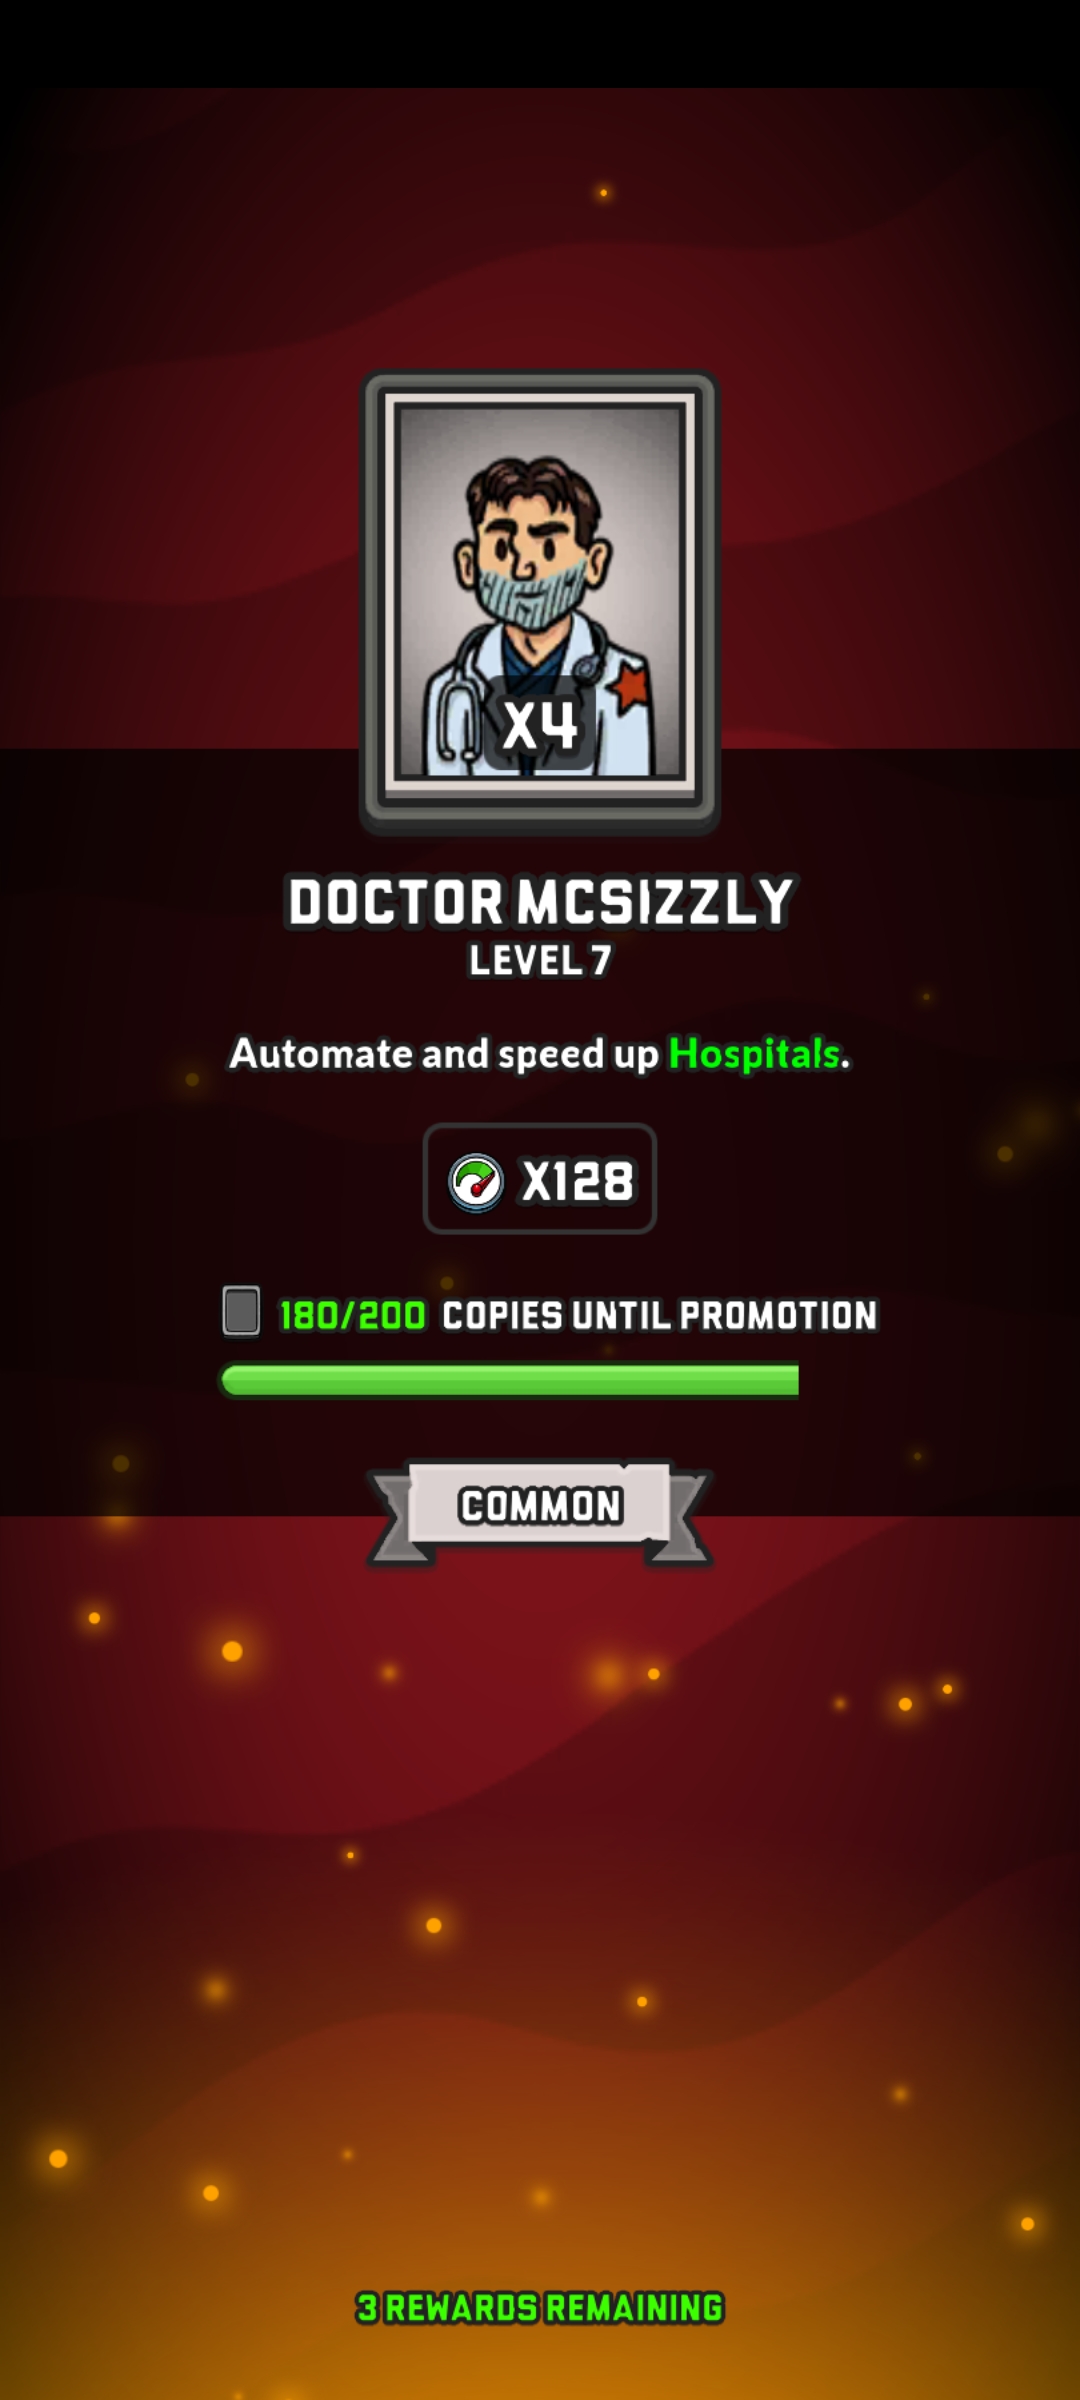 X4
DOCTOR MCSIZZLY
LEVEL 7
Automate and speed up Hospitals.
X128
180/200 COPIES UNTIL PROMOTION
COMMON
3 REWARDS REMAINING